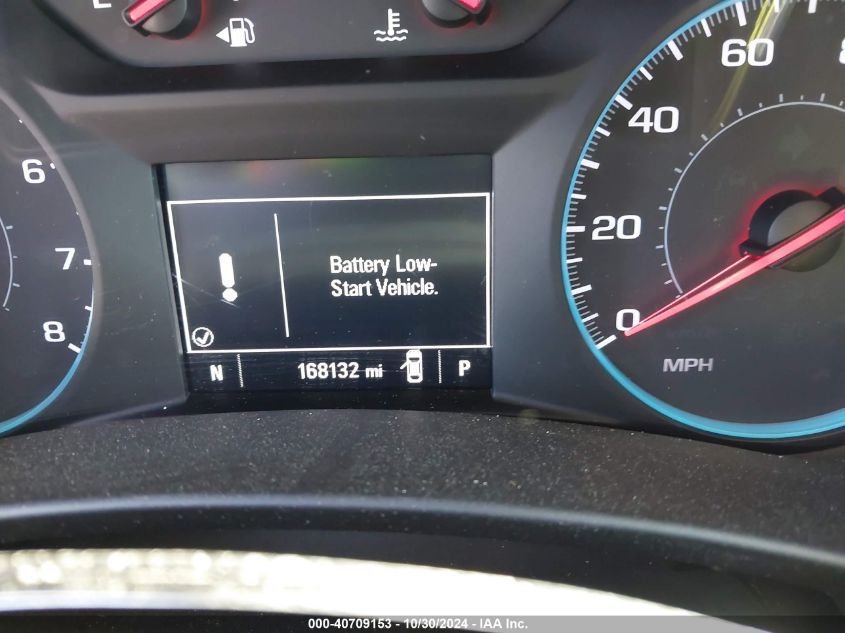 E
60
8
40
6
20
7
Battery Low-
Start Vehicle.
8
0
MPH
N 168132 mi P
000-40709153 - 10/30/2024 - IAA Inc.